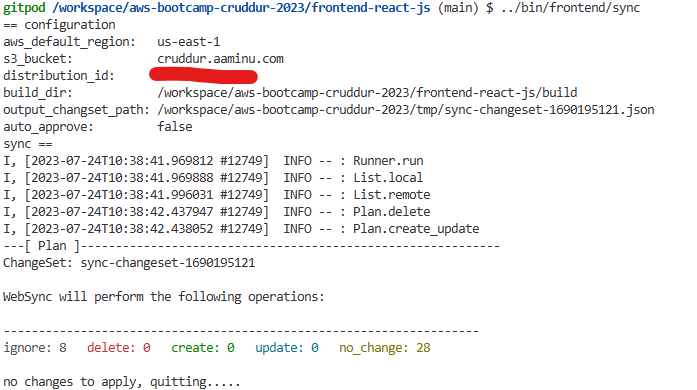 gitpod /workspace/aws-bootcamp-cruddur-2023/frontend-react-js (main) $ ../bin/frontend/sync
== configuration
aws_default_region:   us-east-1
s3_bucket:            cruddur.aaminu.com
distribution_id:
build_dir:            /workspace/aws-bootcamp-cruddur-2023/frontend-react-js/build
output_changset_path: /workspace/aws-bootcamp-cruddur-2023/tmp/sync-changeset-1690195121.json
auto_approve:         false
sync ==
I, [2023-07-24T10:38:41.969812 #12749]  INFO -- : Runner.run
I, [2023-07-24T10:38:41.969888 #12749]  INFO -- : List.local
I, [2023-07-24T10:38:41.996031 #12749]  INFO -- : List.remote
I, [2023-07-24T10:38:42.437947 #12749]  INFO -- : Plan.delete
I, [2023-07-24T10:38:42.438052 #12749]  INFO -- : Plan.create_update
---[ Plan ]------------------------------------------------------------
ChangeSet: sync-changeset-1690195121
WebSync will perform the following operations:
--------------------------------------------------------------------
ignore: 8   delete: 0   create: 0   update: 0   no_change: 28
no changes to apply, quitting.....